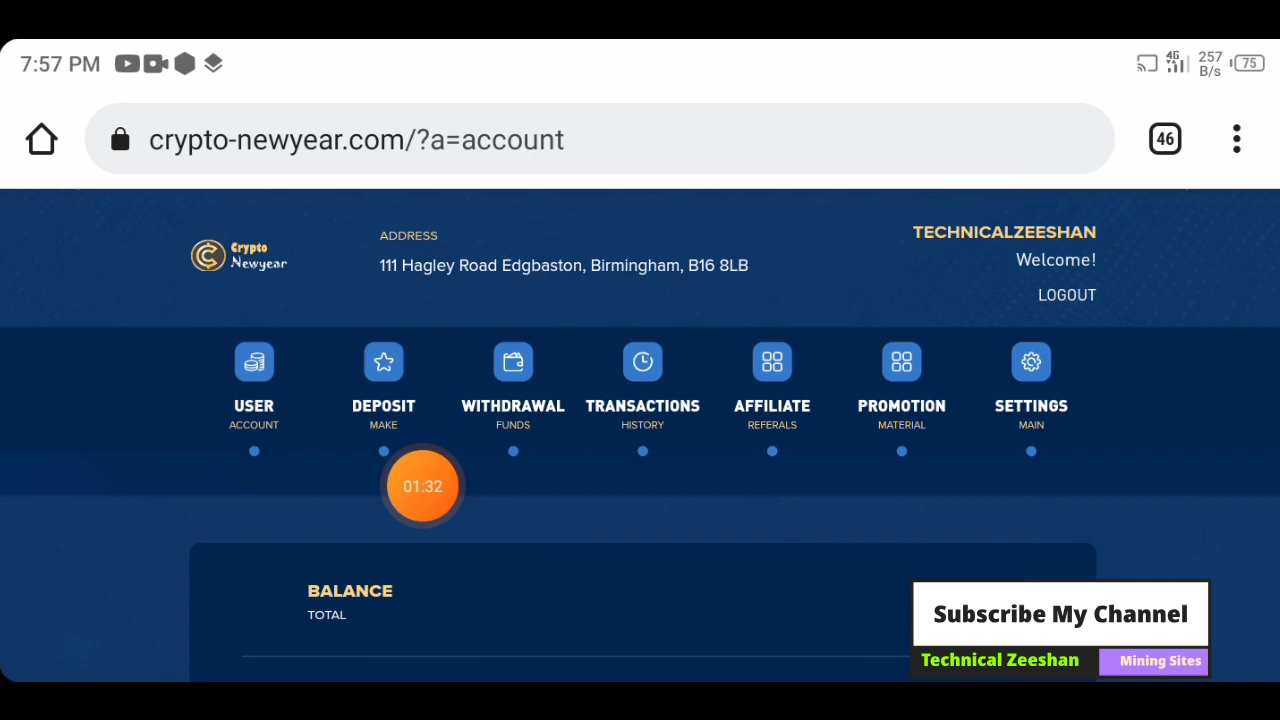 7:57 PM
4G
257
B/s
75
crypto-newyear.com/?a=account
46
Crypto
Newyear
ADDRESS
111 Hagley Road Edgbaston, Birmingham, B16 8LB
TECHNICALZEESHAN
Welcome!
LOGOUT
USER
ACCOUNT
DEPOSIT
MAKE
WITHDRAWAL
FUNDS
TRANSACTIONS
HISTORY
AFFILIATE
REFERALS
PROMOTION
MATERIAL
SETTINGS
MAIN
01:32
BALANCE
TOTAL
Subscribe My Channel
Technical Zeeshan
Mining Sites